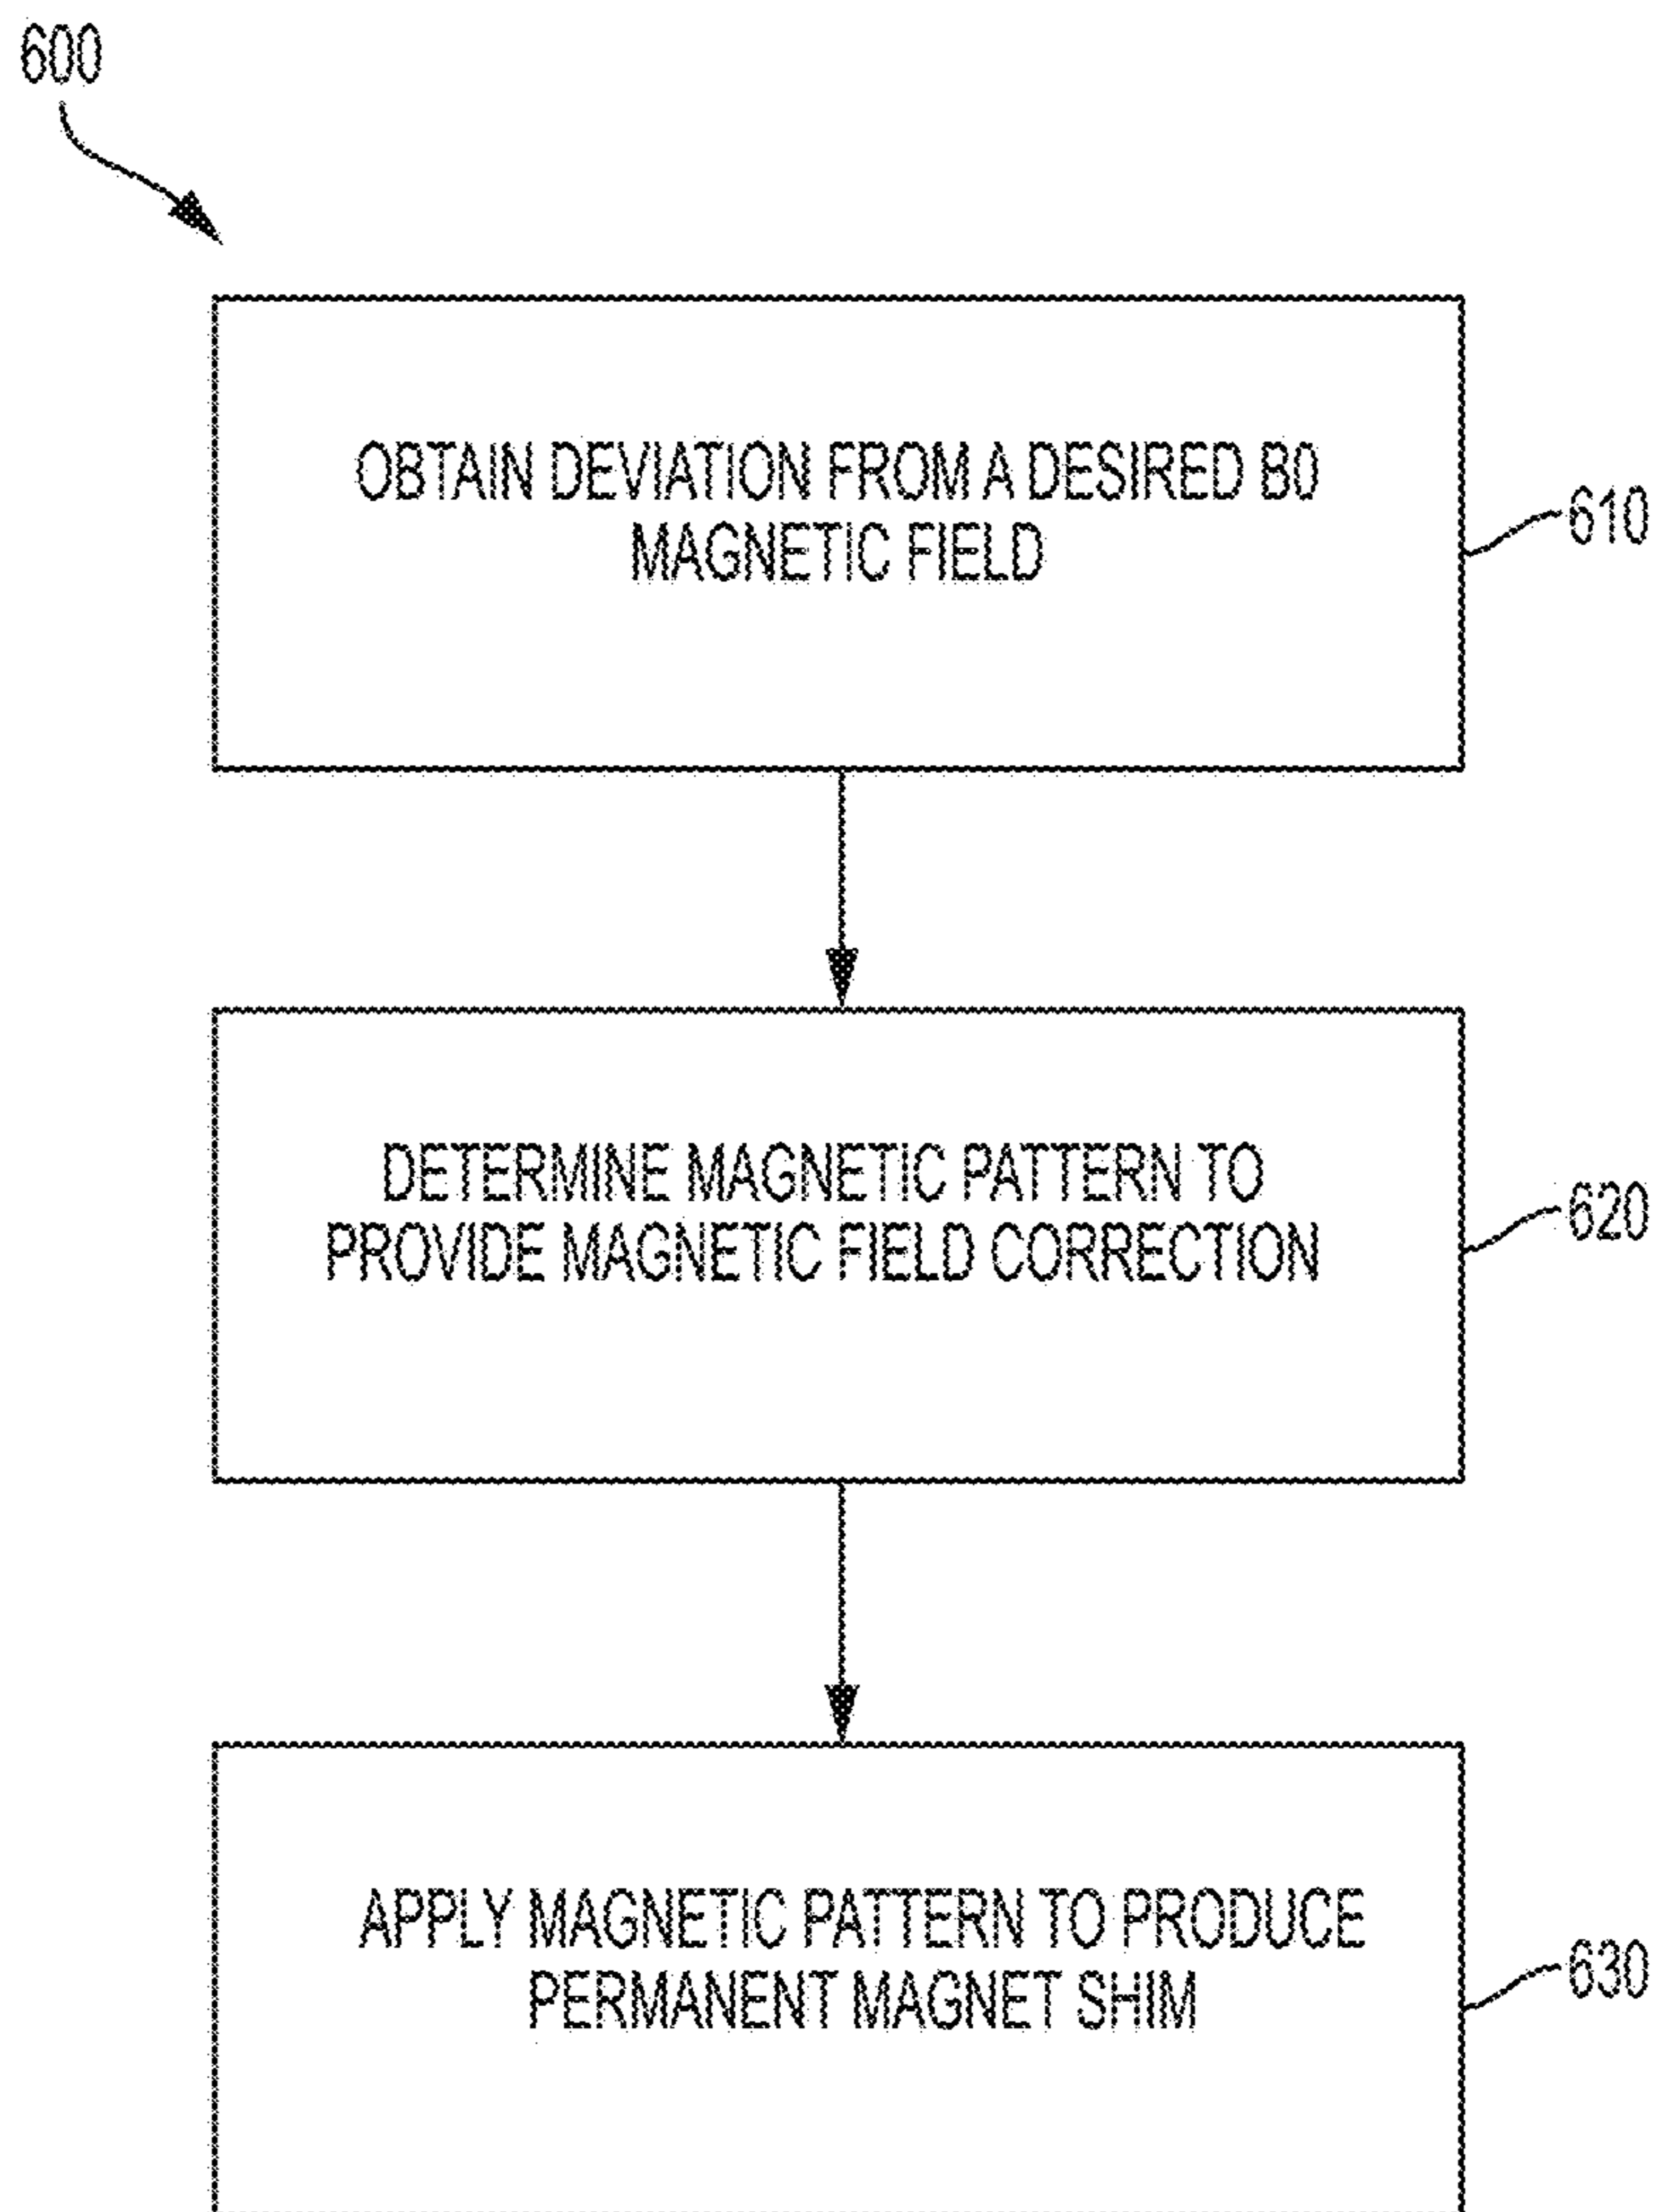 600
OBTAIN DEVIATION FROM A DESIRED B0
MAGNETIC FIELD
610
DETERMINE MAGNETIC PATTERN TO
PROVIDE MAGNETIC FIELD CORRECTION
620
APPLY MAGNETIC PATTERN TO PRODUCE
PERMANENT MAGNET SHIM
630